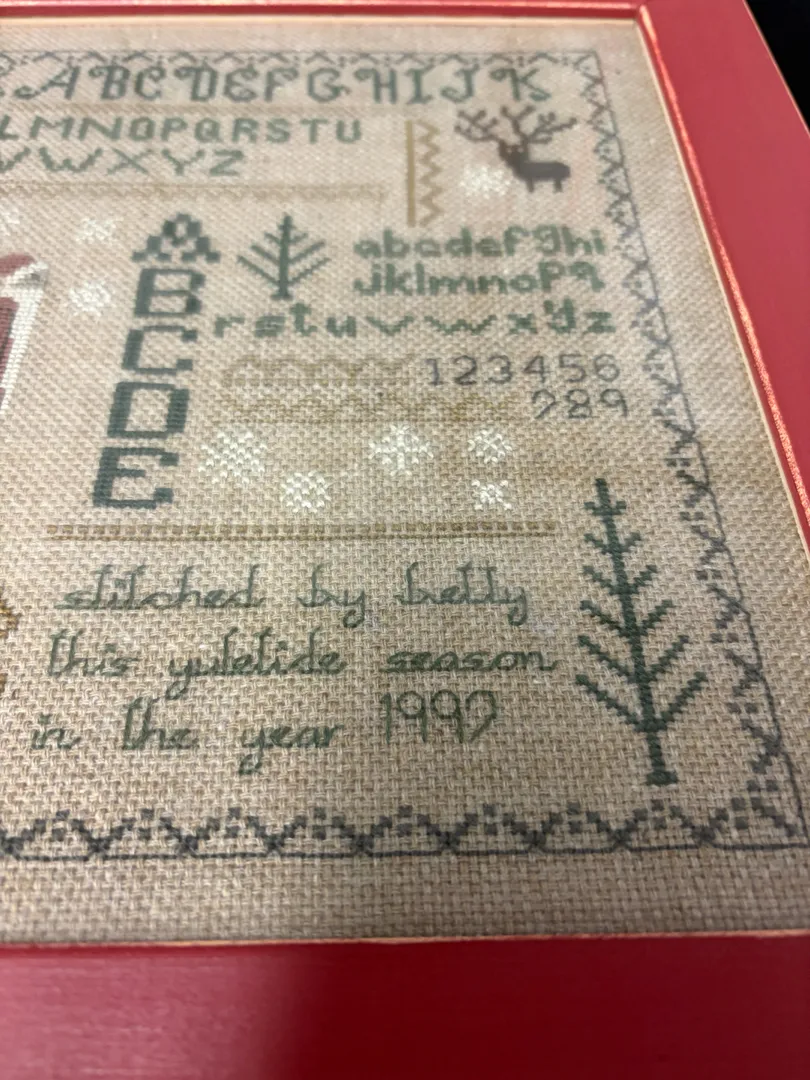 ABCDEFGHIJK
LMNOPQRSTU
VWXYZ
A
B
C
D
E
abcdefghi
jklmnopq
rstuvwxyz
123456
789
stitched by betty
this yuletide season
in the year 1997